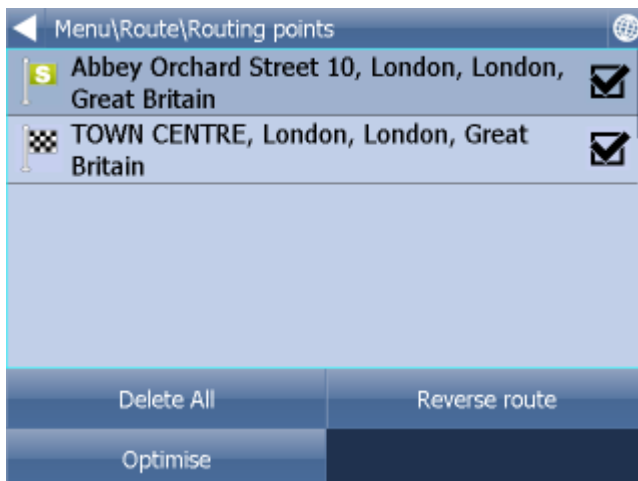 Menu\Route\Routing points
S
Abbey Orchard Street 10, London, London,
Great Britain
TOWN CENTRE, London, London, Great
Britain
Delete All
Reverse route
Optimise